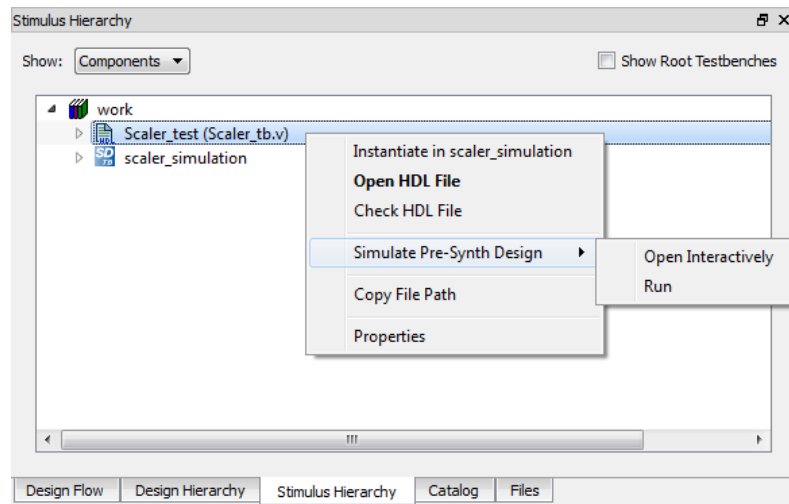 Stimulus Hierarchy
Show: Components
Show Root Testbenches
work
Scaler_test (Scaler_tb.v)
scaler_simulation
Instantiate in scaler_simulation
Open HDL File
Check HDL File
Simulate Pre-Synth Design
Open Interactively
Run
Copy File Path
Properties
Design Flow
Design Hierarchy
Stimulus Hierarchy
Catalog
Files